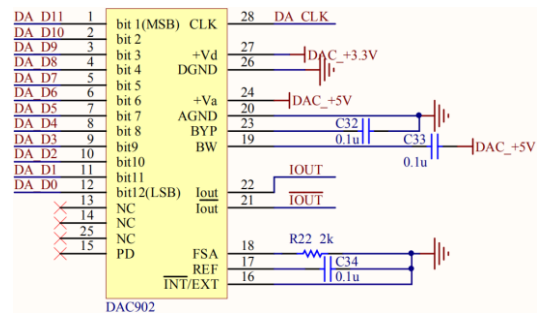 DA_D11 1 bit 1(MSB) CLK 28 DA_CLK
DA_D10 2 bit 2
DA_D9 3 bit 3 +Vd 27 DAC_+3.3V
DA_D8 4 bit 4 DGND 26
DA_D7 5 bit 5
DA_D6 6 bit 6 +Va 24 DAC_+5V
DA_D5 7 bit 7 AGND 20
DA_D4 8 bit 8 BYP 23 C32 0.1u
DA_D3 9 bit9 BW 19 C33 0.1u DAC_+5V
DA_D2 10 bit10
DA_D1 11 bit11 IOUT
DA_D0 12 bit12(LSB) Iout 22
13 NC Iout 21 IOUT
14 NC
25 NC
15 PD FSA 18 R22 2k
REF 17 C34 0.1u
INT/EXT 16
DAC902